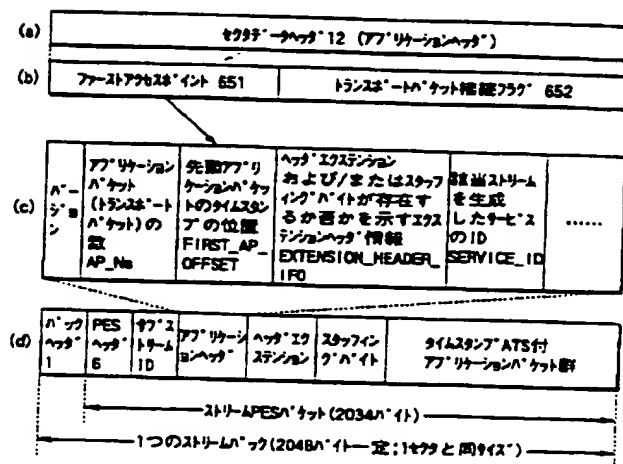 (a) セクタデータヘッダ12 (アプリケーションヘッダ)
(b) ファーストアクセスポイント 651
トランスポートパケット接続フラグ 652
(c)
バージョン
アプリケーション
パケット
(トランスポート
パケット)の
数
AP_Ns
先頭アプリ
ケーションパケッ
トのタイムスタン
プの位置
FIRST_AP_
OFFSET
ヘッダエクステンション
および/またはスタッフ
ィングバイトが存在す
るか否かを示すエクス
テンションヘッダ情報
EXTENSION_HEADER_
IFO
該当ストリーム
を生成
したサービス
のID
SERVICE_ID
……
(d)
パック
ヘッダ
1
PES
ヘッダ
6
サブス
トリーム
ID
アプリケーシ
ョンヘッダ
ヘッダエク
ステンション
スタッフィン
グバイト
タイムスタンプATS付
アプリケーションパケット群
ストリームPESパケット(2034バイト)
1つのストリームパック(2048バイト一定;1セクタと同サイズ)